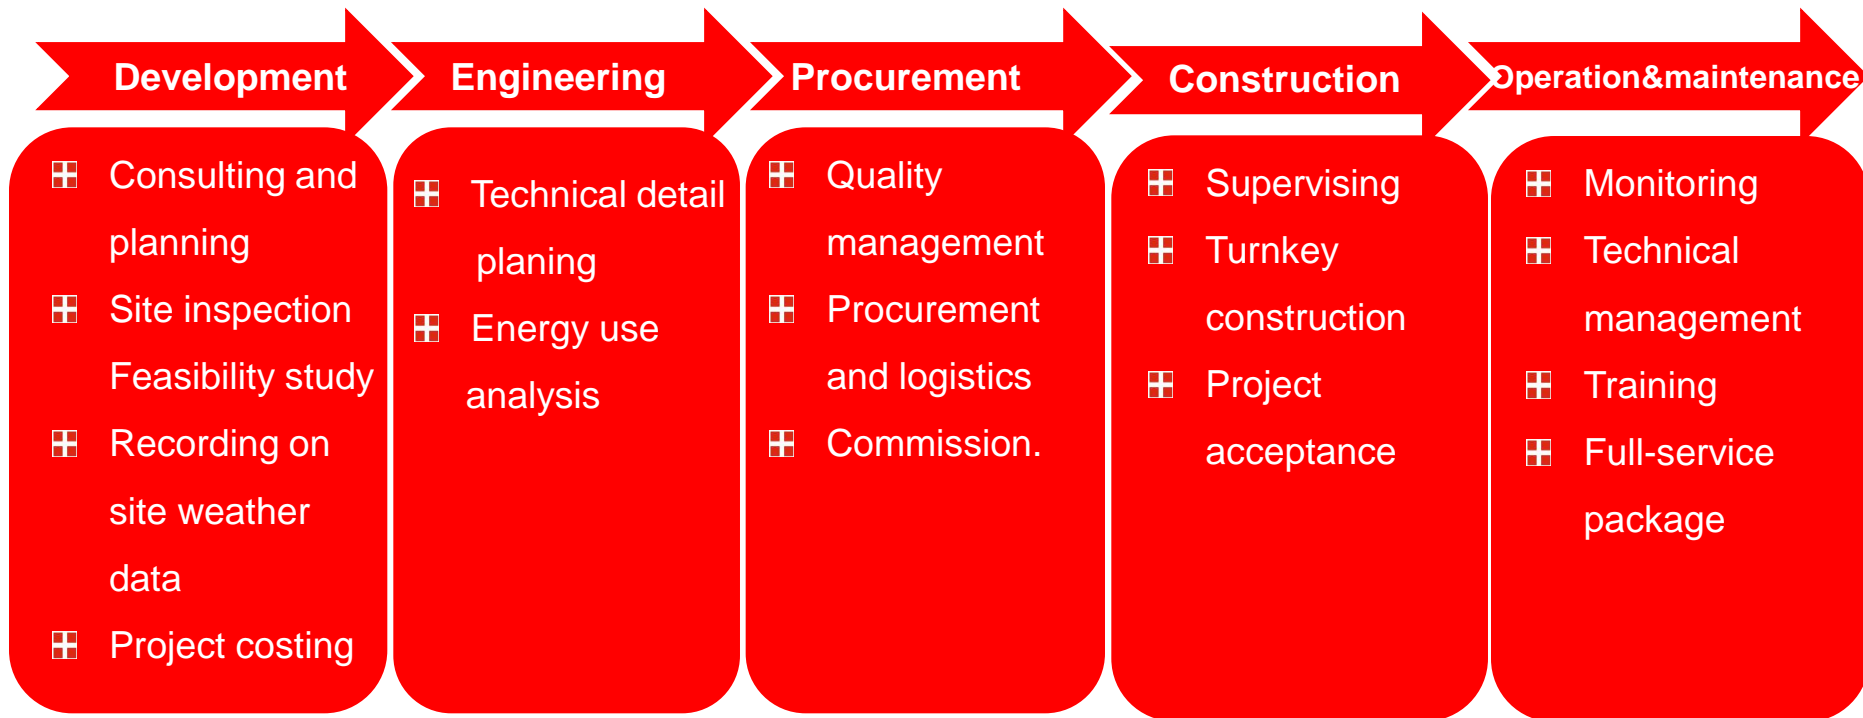 Development
Consulting and
planning
Site inspection
Feasibility study
Recording on
site weather
data
Project costing
Engineering
Technical detail
planing
Energy use
analysis
Procurement
Quality
management
Procurement
and logistics
Commission.
Construction
Supervising
Turnkey
construction
Project
acceptance
Operation&maintenance
Monitoring
Technical
management
Training
Full-service
package